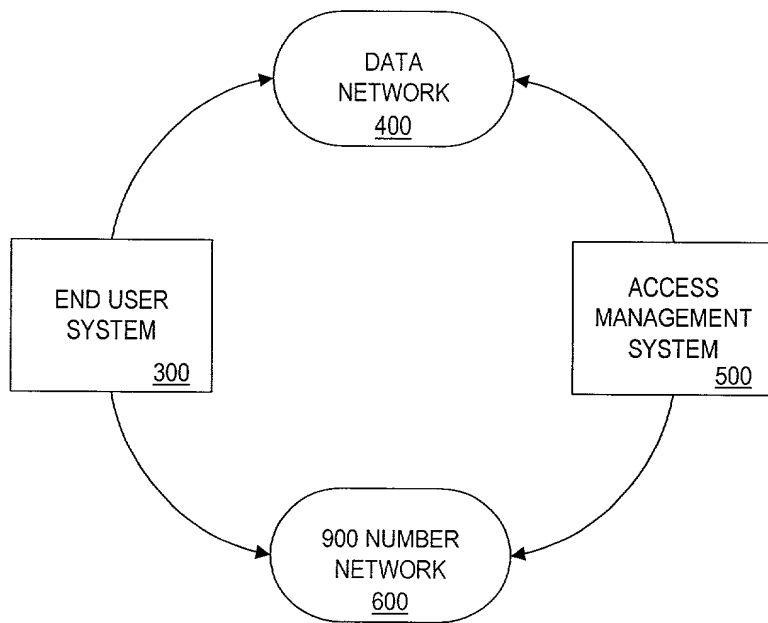 DATA
NETWORK
400
END USER
SYSTEM
300
ACCESS
MANAGEMENT
SYSTEM
500
900 NUMBER
NETWORK
600